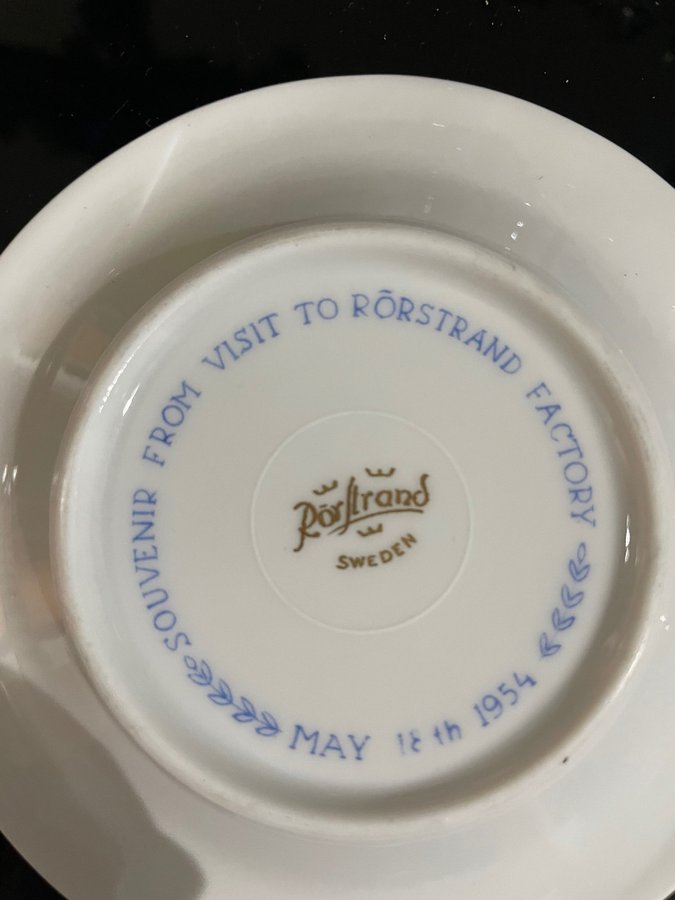 SOUVENIR FROM VISIT TO RÖRSTRAND FACTORY
MAY 18th 1954
RörStrand
SWEDEN